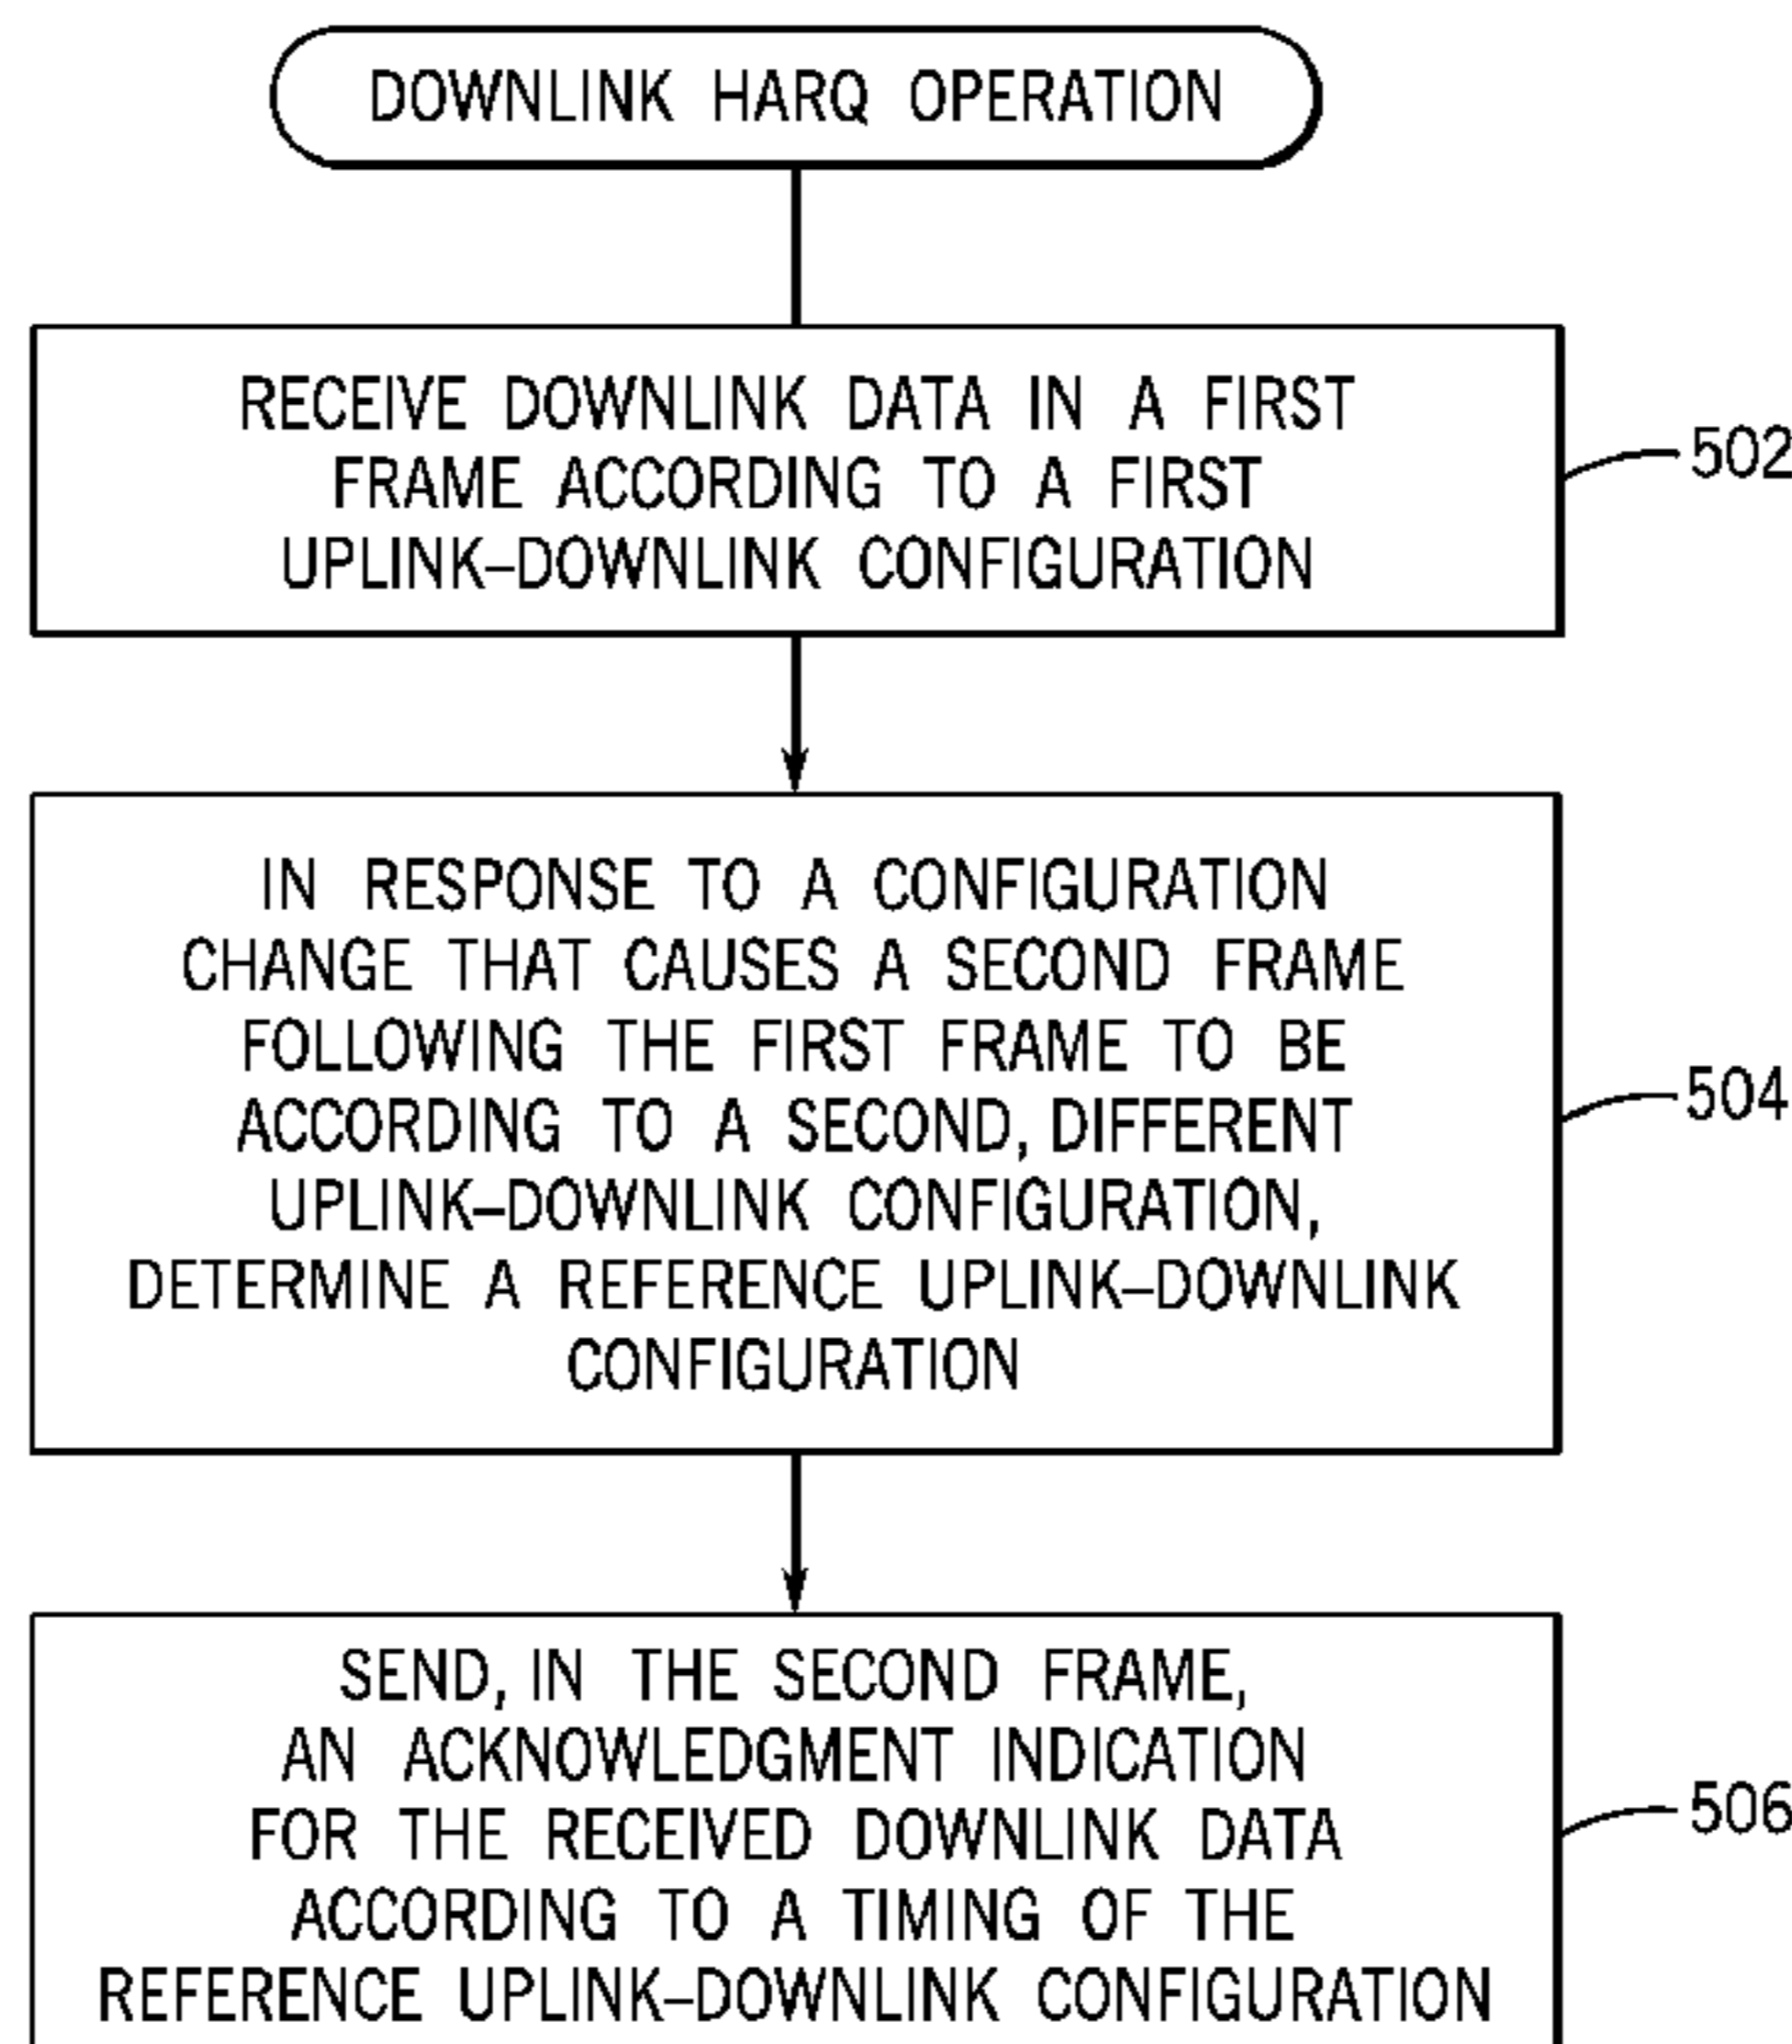 DOWNLINK HARQ OPERATION
RECEIVE DOWNLINK DATA IN A FIRST
FRAME ACCORDING TO A FIRST
UPLINK–DOWNLINK CONFIGURATION
502
IN RESPONSE TO A CONFIGURATION
CHANGE THAT CAUSES A SECOND FRAME
FOLLOWING THE FIRST FRAME TO BE
ACCORDING TO A SECOND, DIFFERENT
UPLINK–DOWNLINK CONFIGURATION,
DETERMINE A REFERENCE UPLINK–DOWNLINK
CONFIGURATION
504
SEND, IN THE SECOND FRAME,
AN ACKNOWLEDGMENT INDICATION
FOR THE RECEIVED DOWNLINK DATA
ACCORDING TO A TIMING OF THE
REFERENCE UPLINK–DOWNLINK CONFIGURATION
506